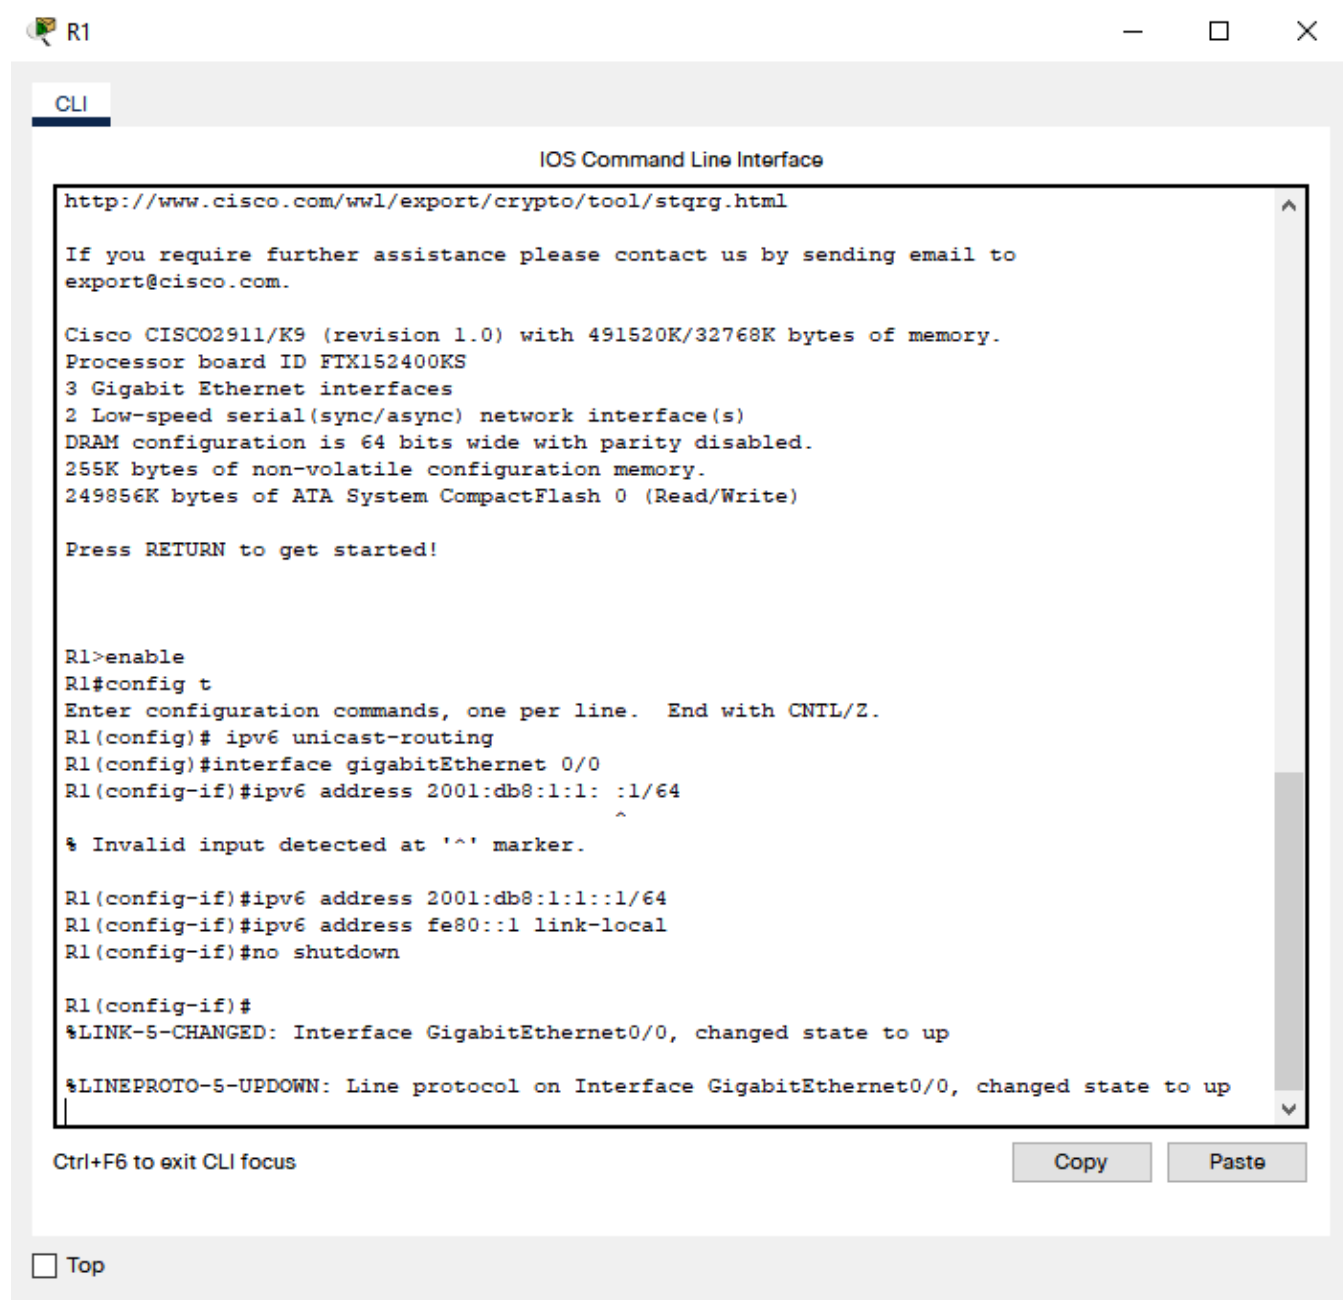 R1
CLI
IOS Command Line Interface
http://www.cisco.com/wwl/export/crypto/tool/stqrg.html
If you require further assistance please contact us by sending email to
export@cisco.com.
Cisco CISCO2911/K9 (revision 1.0) with 491520K/32768K bytes of memory.
Processor board ID FTX152400KS
3 Gigabit Ethernet interfaces
2 Low-speed serial(sync/async) network interface(s)
DRAM configuration is 64 bits wide with parity disabled.
255K bytes of non-volatile configuration memory.
249856K bytes of ATA System CompactFlash 0 (Read/Write)
Press RETURN to get started!
R1>enable
R1#config t
Enter configuration commands, one per line.  End with CNTL/Z.
R1(config)# ipv6 unicast-routing
R1(config)#interface gigabitEthernet 0/0
R1(config-if)#ipv6 address 2001:db8:1:1: :1/64
^
% Invalid input detected at '^' marker.
R1(config-if)#ipv6 address 2001:db8:1:1::1/64
R1(config-if)#ipv6 address fe80::1 link-local
R1(config-if)#no shutdown
R1(config-if)#
%LINK-5-CHANGED: Interface GigabitEthernet0/0, changed state to up
%LINEPROTO-5-UPDOWN: Line protocol on Interface GigabitEthernet0/0, changed state to up
Ctrl+F6 to exit CLI focus
Copy
Paste
Top